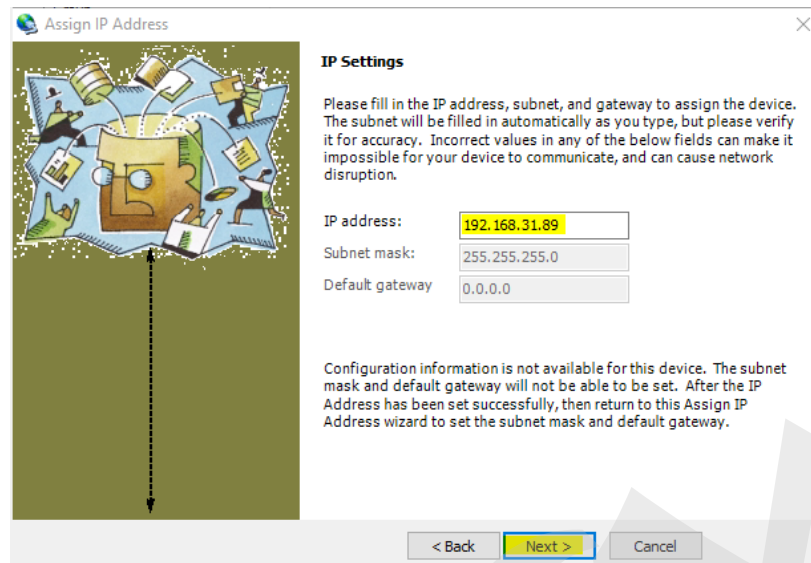 Assign IP Address
IP Settings
Please fill in the IP address, subnet, and gateway to assign the device.
The subnet will be filled in automatically as you type, but please verify
it for accuracy. Incorrect values in any of the below fields can make it
impossible for your device to communicate, and can cause network
disruption.
IP address: 192.168.31.89
Subnet mask: 255.255.255.0
Default gateway 0.0.0.0
Configuration information is not available for this device. The subnet
mask and default gateway will not be able to be set. After the IP
Address has been set successfully, then return to this Assign IP
Address wizard to set the subnet mask and default gateway.
< Back Next > Cancel